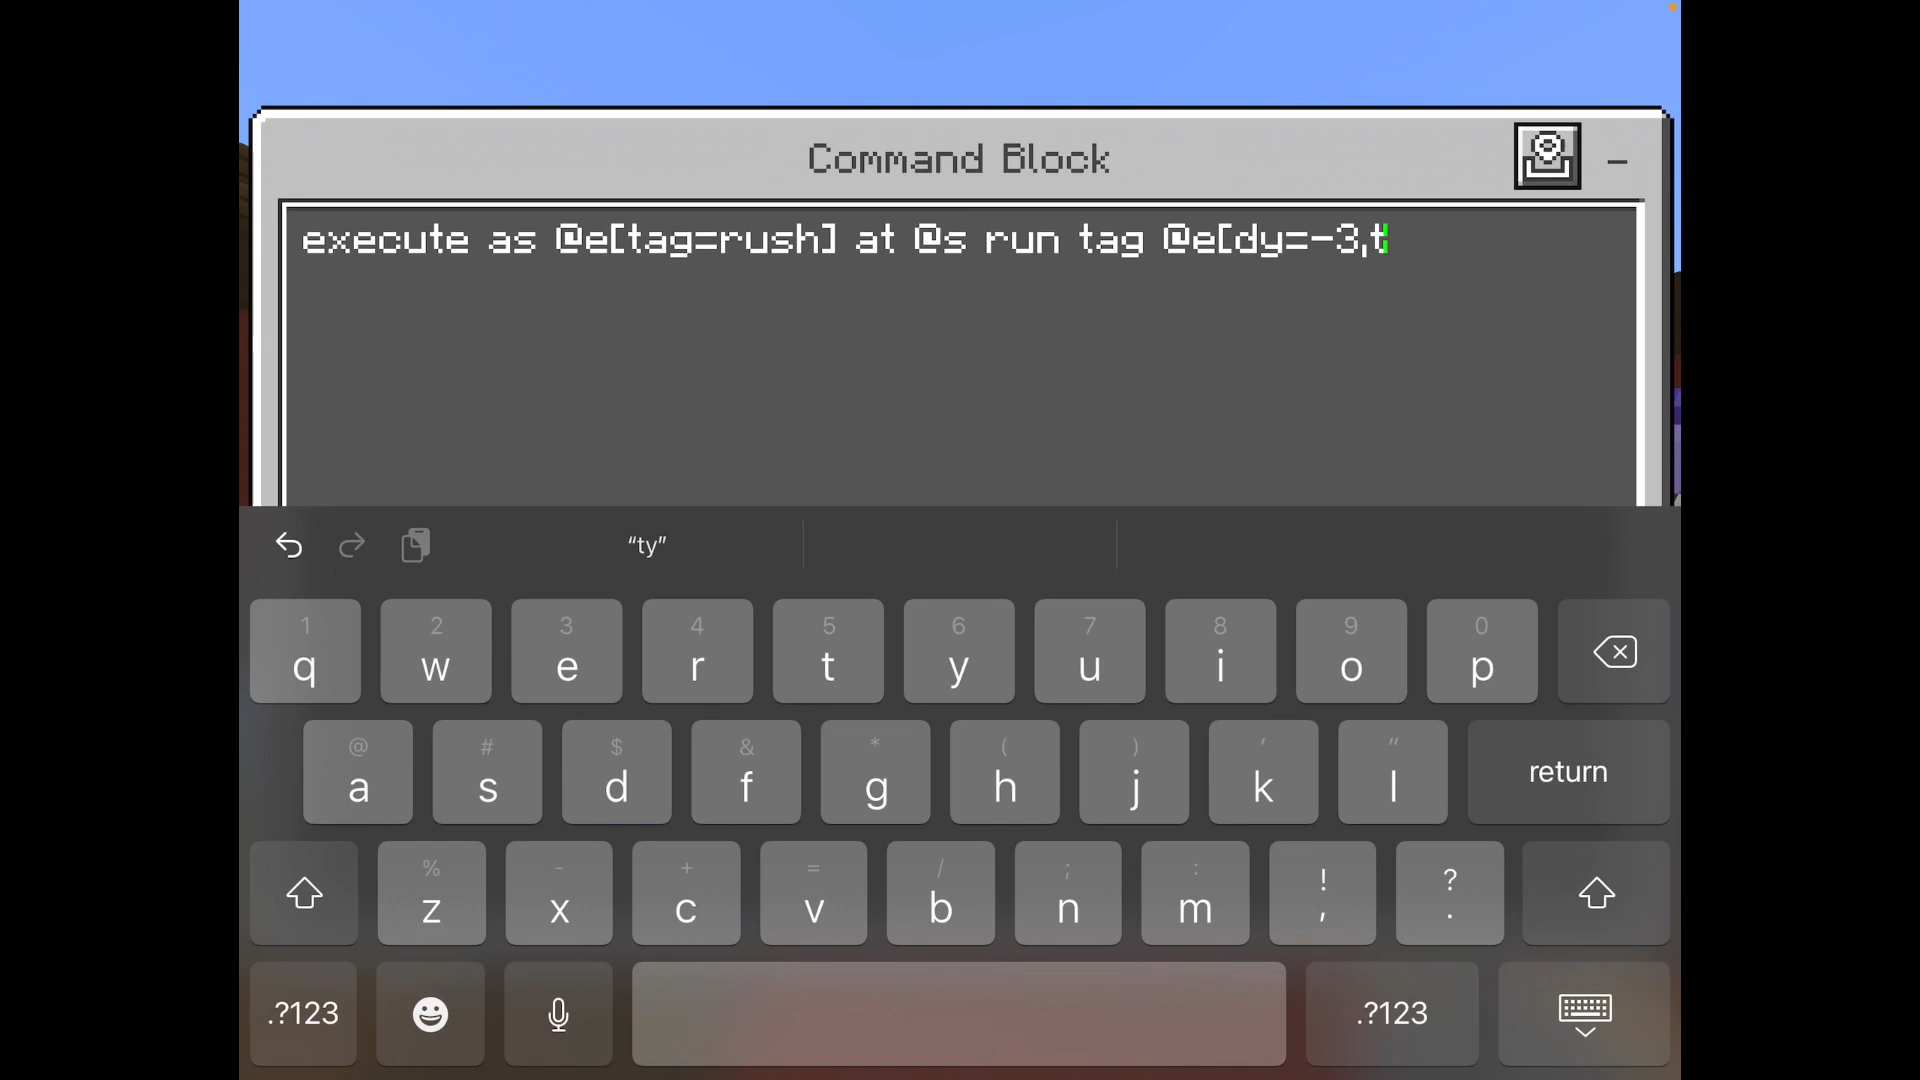 Command Block
execute as @e[tag=rush] at @s run tag @e[dy=-3,t
“ty”
1 2 3 4 5 6 7 8 9 0
q w e r t y u i o p
@ # $ & * ( ) ' "
a s d f g h j k l return
% - + = / ; : ! ?
z x c v b n m , .
.?123 .?123